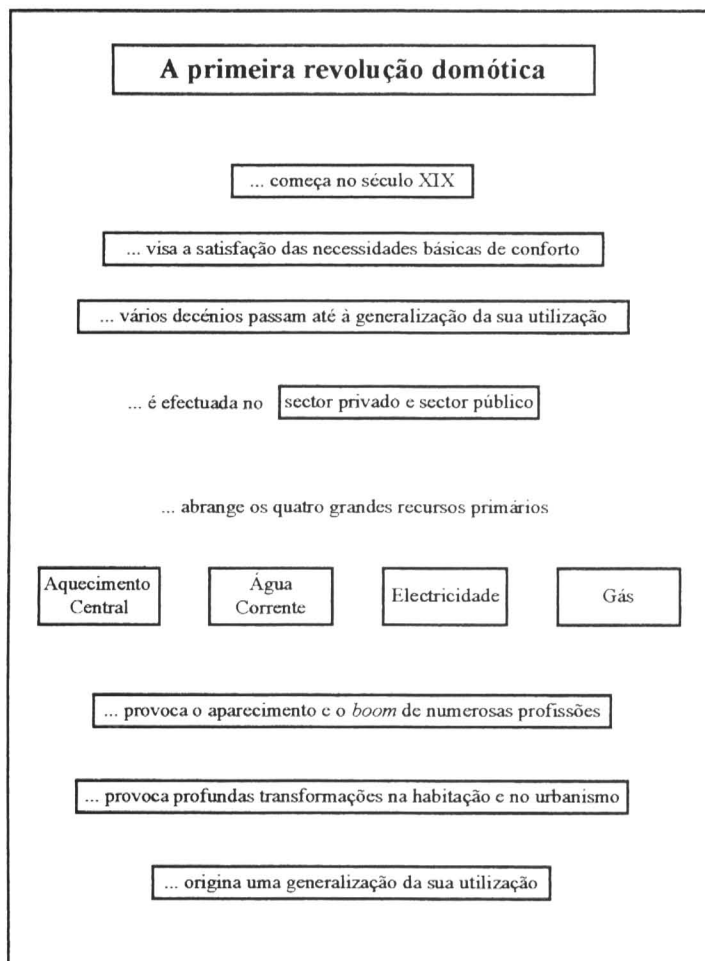 A primeira revolução domótica
... começa no século XIX
... visa a satisfação das necessidades básicas de conforto
... vários decénios passam até à generalização da sua utilização
... é efectuada no sector privado e sector público
... abrange os quatro grandes recursos primários
Aquecimento
Central
Água
Corrente
Electricidade
Gás
... provoca o aparecimento e o boom de numerosas profissões
... provoca profundas transformações na habitação e no urbanismo
... origina uma generalização da sua utilização